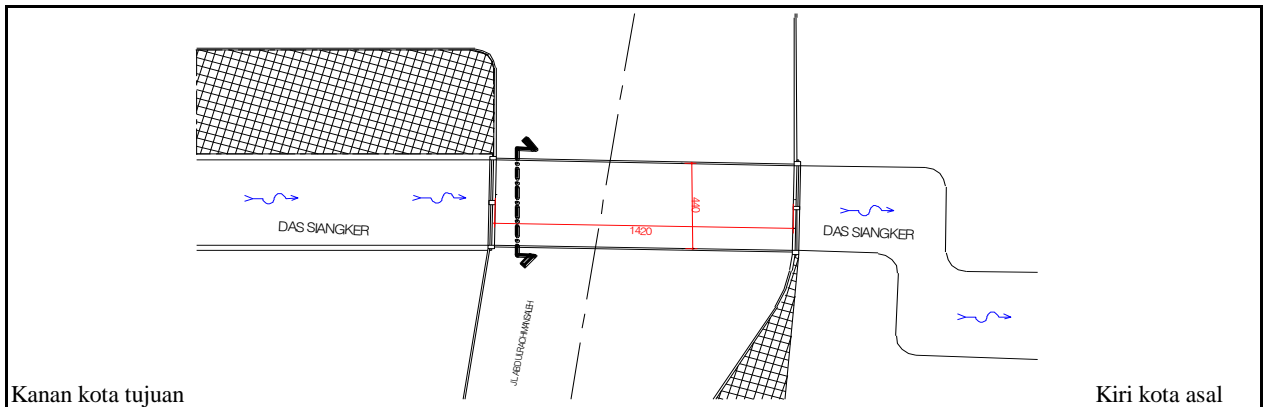 DAS SIANGKER
440
1420
DAS SIANGKER
JL. ABDULRACHMANSALEH
Kanan kota tujuan
Kiri kota asal